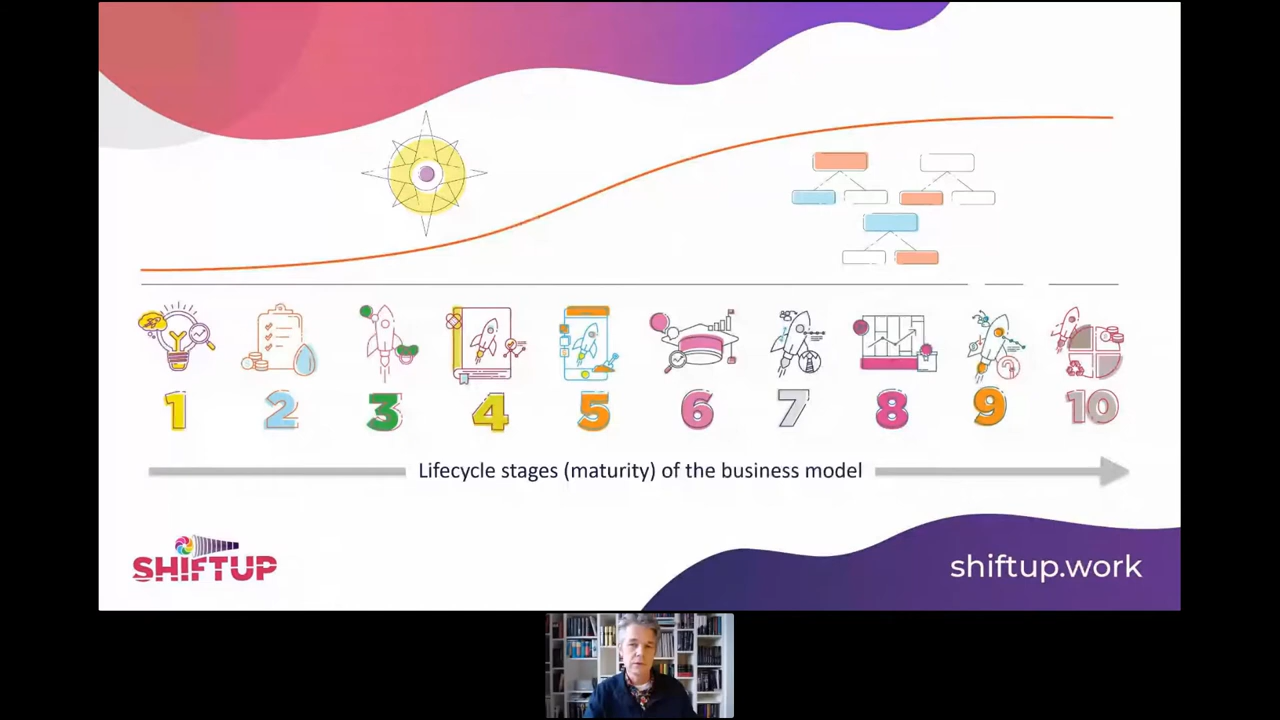 1 2 3 4 5 6 7 8 9 10
Lifecycle stages (maturity) of the business model
SHIFTUP
shiftup.work